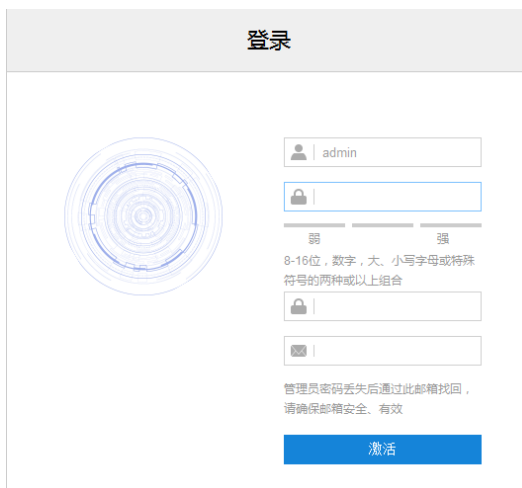 登录
admin
弱 强
8-16位，数字，大、小写字母或特殊
符号的两种或以上组合
管理员密码丢失后通过此邮箱找回，
请确保邮箱安全、有效
激活